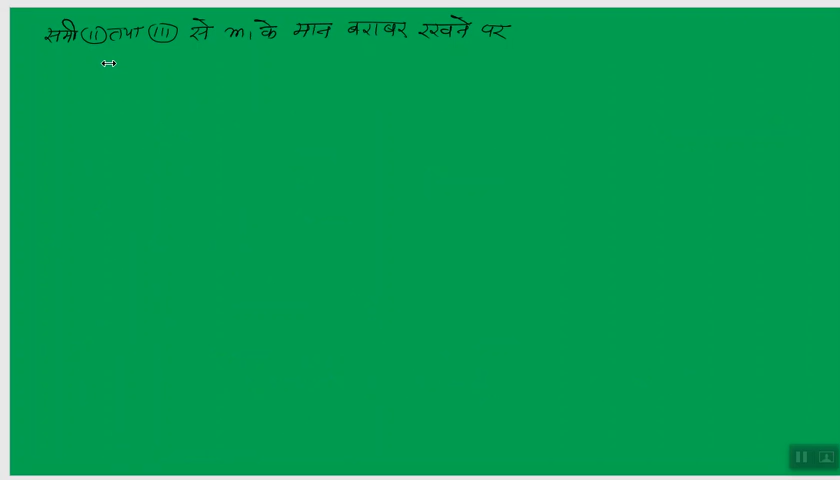 समी (ii) तथा (iii) से m₁ के मान बराबर रखने पर